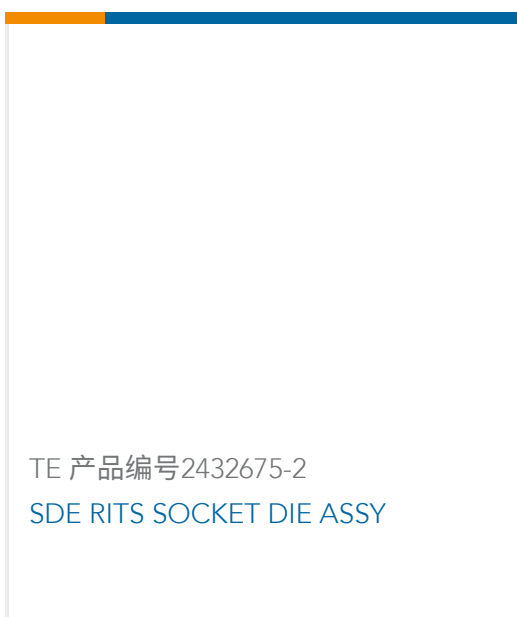 TE 产品编号2432675-2
SDE RITS SOCKET DIE ASSY